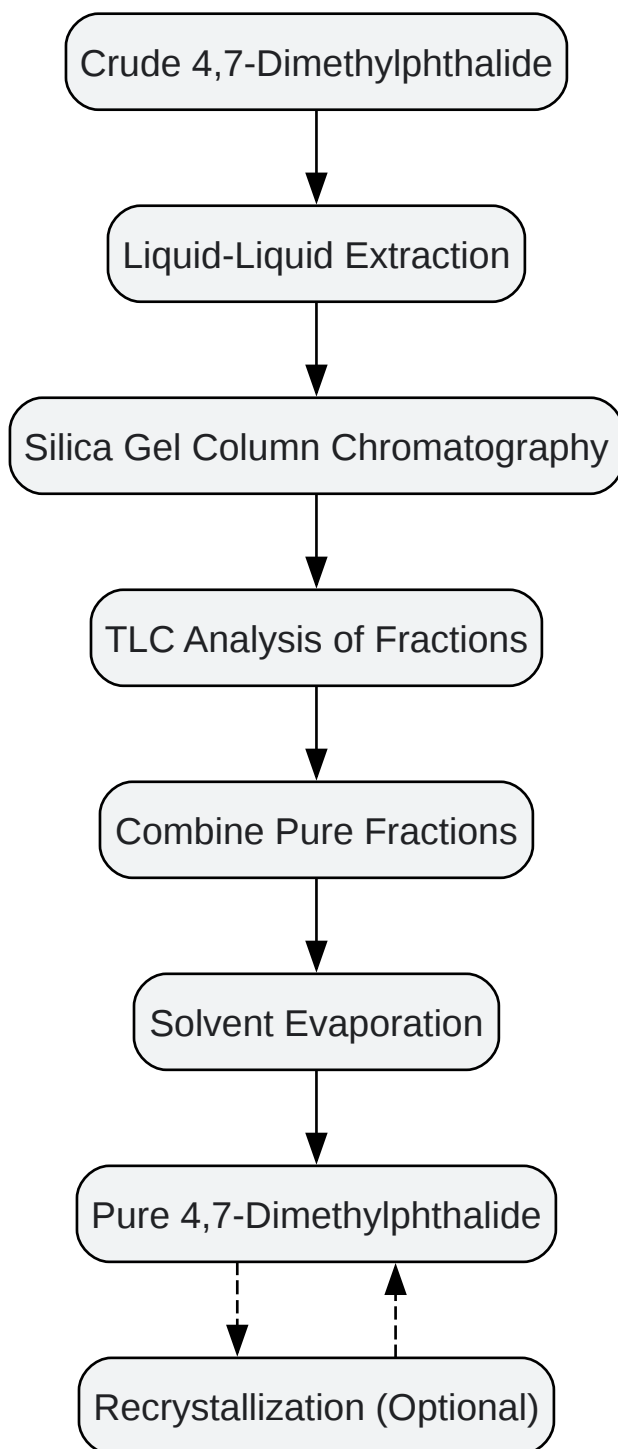 Crude 4,7-Dimethylphthalide
Liquid-Liquid Extraction
Silica Gel Column Chromatography
TLC Analysis of Fractions
Combine Pure Fractions
Solvent Evaporation
Pure 4,7-Dimethylphthalide
Recrystallization (Optional)